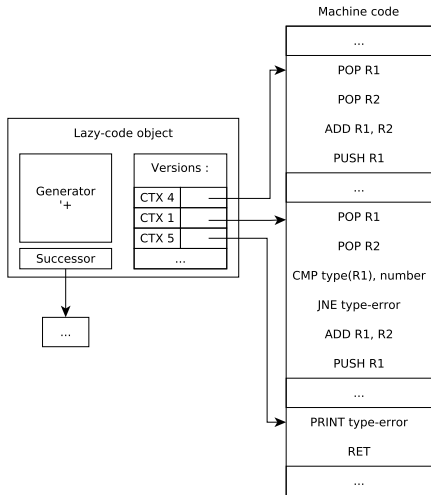 Machine code
...
POP R1
POP R2
ADD R1, R2
PUSH R1
...
POP R1
POP R2
CMP type(R1), number
JNE type-error
ADD R1, R2
PUSH R1
...
PRINT type-error
RET
...
Lazy-code object
Generator
'+
Successor
...
Versions :
CTX 4
CTX 1
CTX 5
...